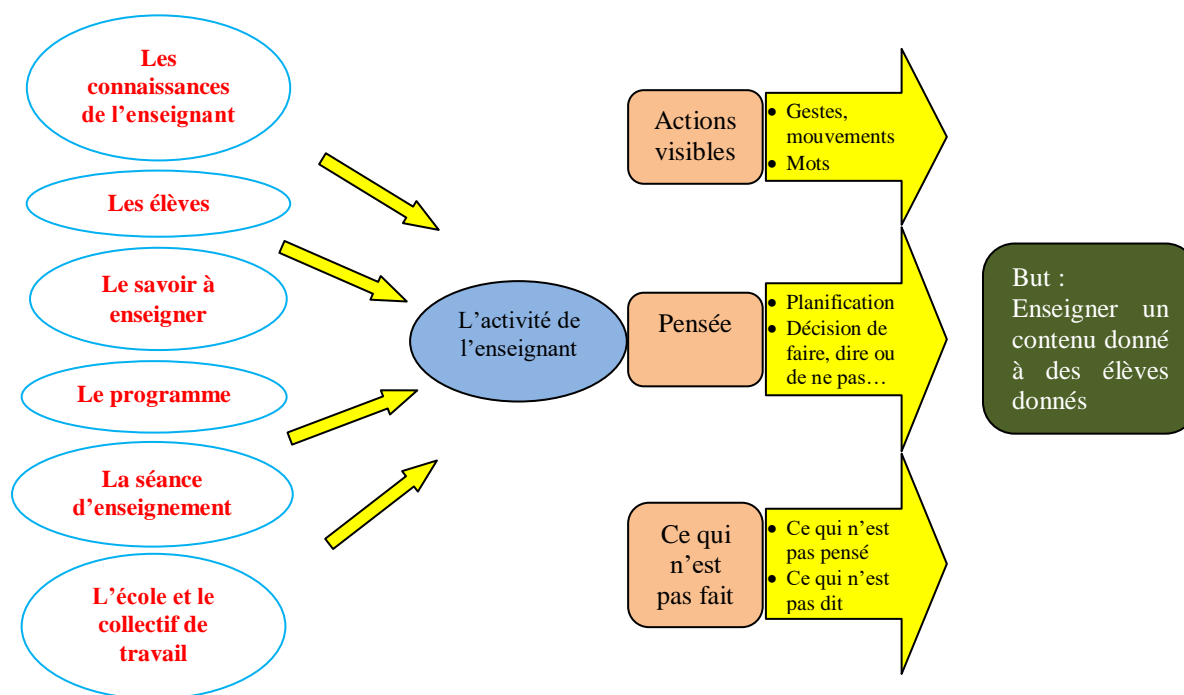 Les
connaissances
de l’enseignant
Les élèves
Le savoir à
enseigner
Le programme
La séance
d’enseignement
L’école et le
collectif de
travail
L’activité de
l’enseignant
Actions
visibles
• Gestes,
mouvements
• Mots
Pensée
• Planification
• Décision de
faire, dire ou
de ne pas…
Ce qui
n’est
pas fait
• Ce qui n’est
pas pensé
• Ce qui n’est
pas dit
But :
Enseigner un
contenu donné
à des élèves
donnés